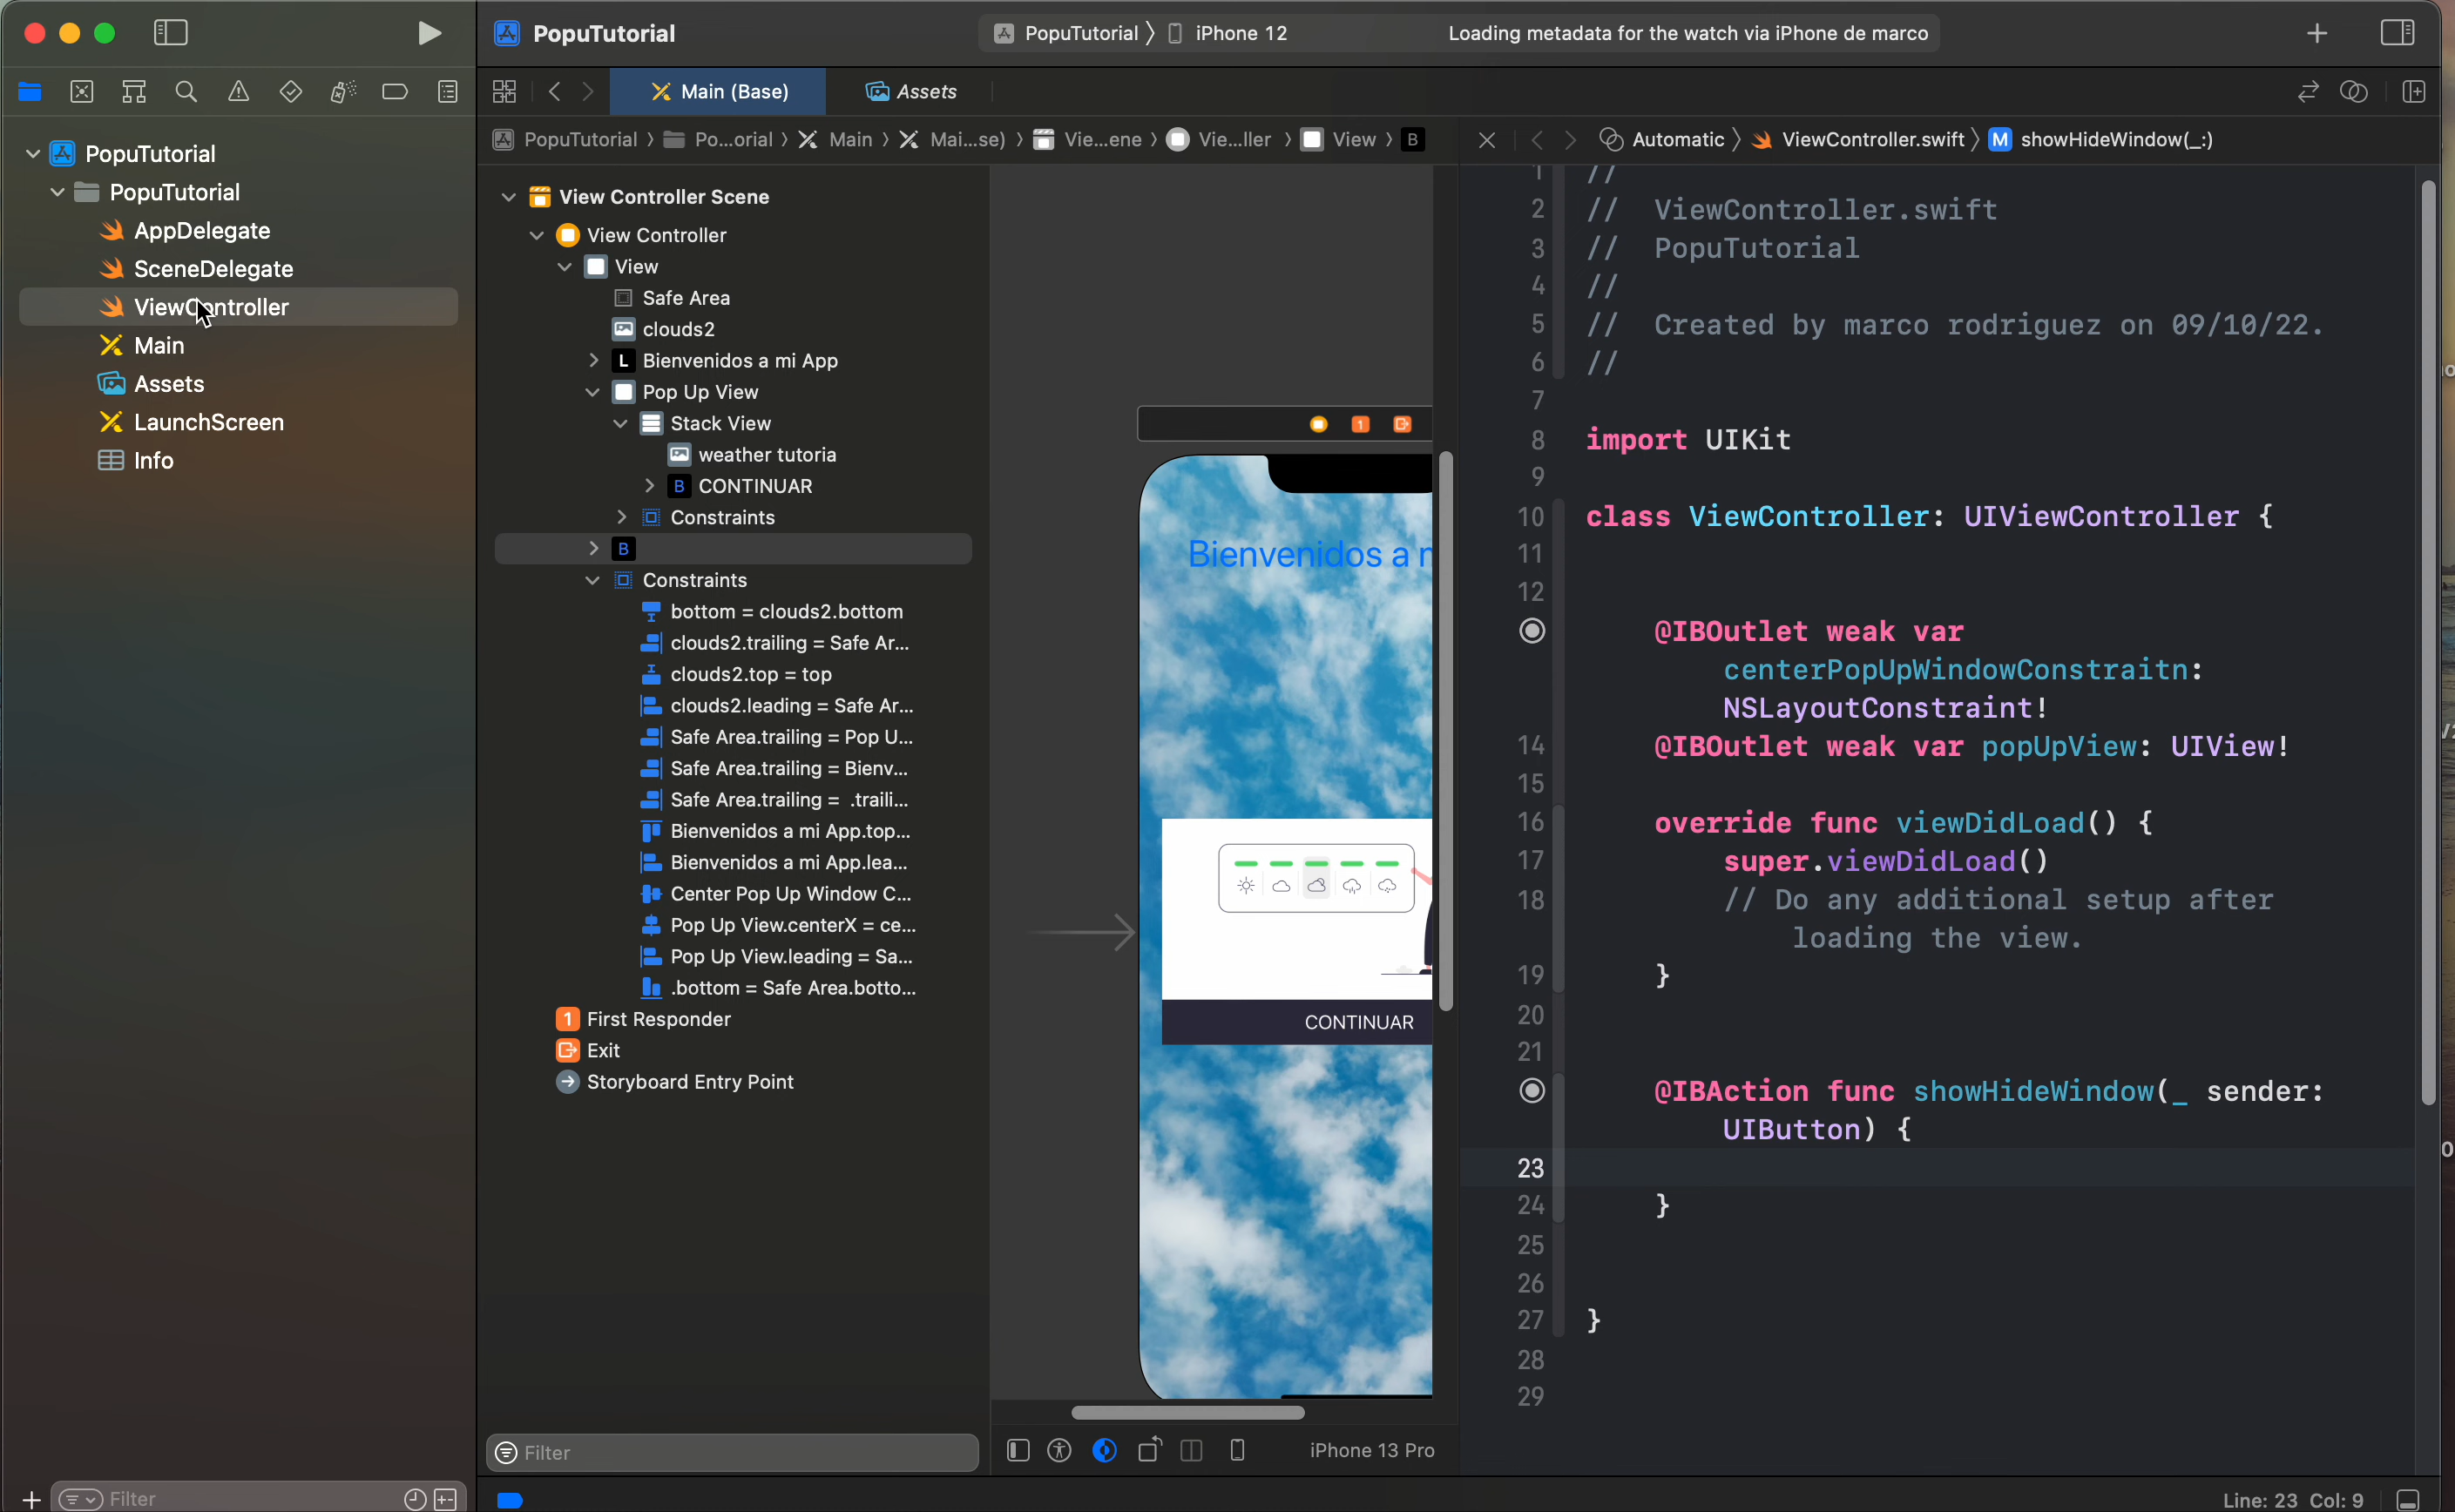 PopuTutorial
PopuTutorial
iPhone 12
Loading metadata for the watch via iPhone de marco
Main (Base)
Assets
PopuTutorial
Po...orial
Main
Mai...se)
Vie...ene
Vie...ller
View
B
Automatic
ViewController.swift
M
showHideWindow(_:)
PopuTutorial
PopuTutorial
AppDelegate
SceneDelegate
ViewController
Main
Assets
LaunchScreen
Info
Filter
View Controller Scene
View Controller
View
Safe Area
clouds2
L Bienvenidos a mi App
Pop Up View
Stack View
weather tutoria
B CONTINUAR
Constraints
B
Constraints
bottom = clouds2.bottom
clouds2.trailing = Safe Ar...
clouds2.top = top
clouds2.leading = Safe Ar...
Safe Area.trailing = Pop U...
Safe Area.trailing = Bienv...
Safe Area.trailing = .traili...
Bienvenidos a mi App.top...
Bienvenidos a mi App.lea...
Center Pop Up Window C...
Pop Up View.centerX = ce...
Pop Up View.leading = Sa...
.bottom = Safe Area.botto...
1 First Responder
Exit
Storyboard Entry Point
Filter
1
Bienvenidos a
CONTINUAR
iPhone 13 Pro
1 //
2 // ViewController.swift
3 // PopuTutorial
4 //
5 // Created by marco rodriguez on 09/10/22.
6 //
7
8 import UIKit
9
10 class ViewController: UIViewController {
11
12
@IBOutlet weak var
centerPopUpWindowConstraitn:
NSLayoutConstraint!
14 @IBOutlet weak var popUpView: UIView!
15
16 override func viewDidLoad() {
17 super.viewDidLoad()
18 // Do any additional setup after
loading the view.
19 }
20
21
@IBAction func showHideWindow(_ sender:
UIButton) {
23
24 }
25
26
27 }
28
29
Line: 23 Col: 9